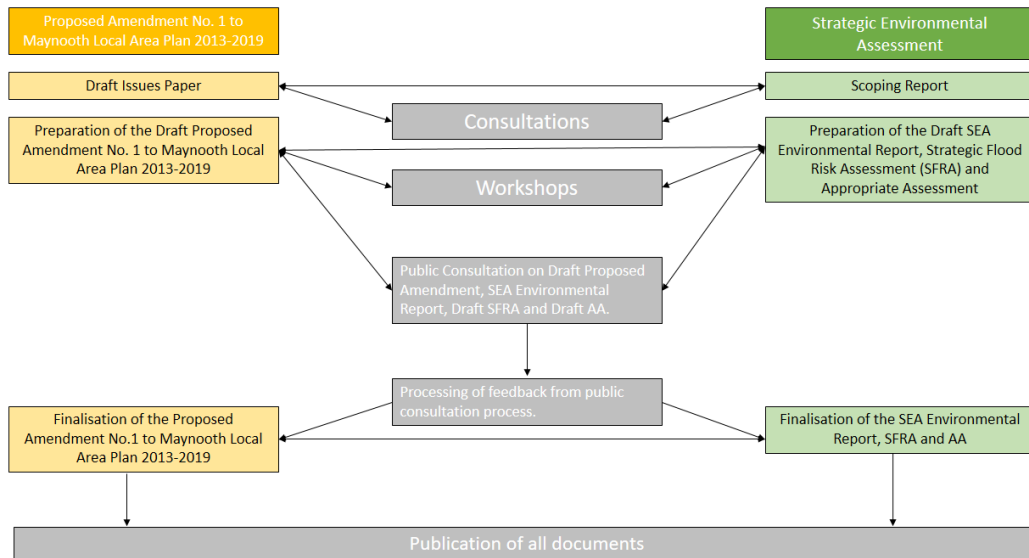 Proposed Amendment No. 1 to
Maynooth Local Area Plan 2013-2019
Strategic Environmental
Assessment
Draft Issues Paper
Scoping Report
Consultations
Preparation of the Draft Proposed
Amendment No. 1 to Maynooth Local
Area Plan 2013-2019
Preparation of the Draft SEA
Environmental Report, Strategic Flood
Risk Assessment (SFRA) and
Appropriate Assessment
Workshops
Public Consultation on Draft Proposed
Amendment, SEA Environmental
Report, Draft SFRA and Draft AA.
Processing of feedback from public
consultation process.
Finalisation of the Proposed
Amendment No.1 to Maynooth Local
Area Plan 2013-2019
Finalisation of the SEA Environmental
Report, SFRA and AA
Publication of all documents